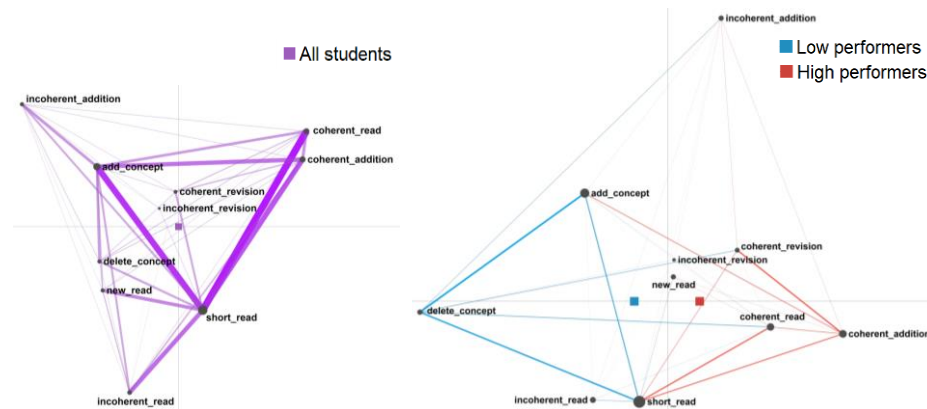 All students
incoherent_addition
coherent_read
coherent_addition
add_concept
coherent_revision
incoherent_revision
delete_concept
new_read
short_read
incoherent_read
incoherent_addition
Low performers
High performers
add_concept
coherent_revision
incoherent_revision
new_read
delete_concept
coherent_read
coherent_addition
incoherent_read
short_read